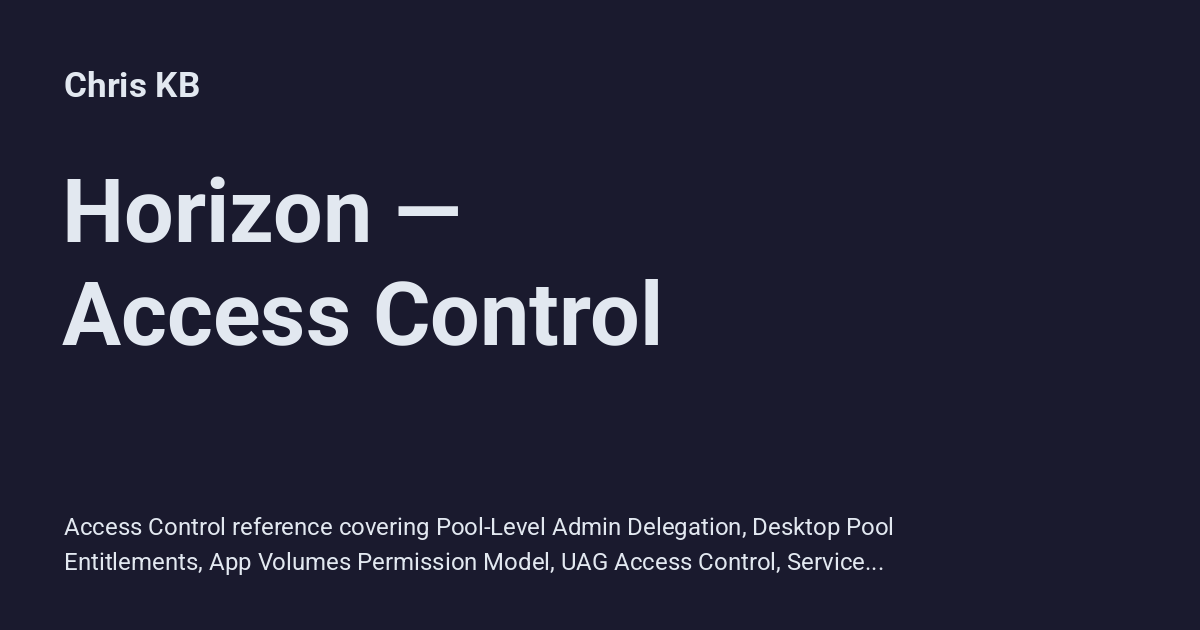 Chris KB
Horizon —
Access Control
Access Control reference covering Pool-Level Admin Delegation, Desktop Pool
Entitlements, App Volumes Permission Model, UAG Access Control, Service...